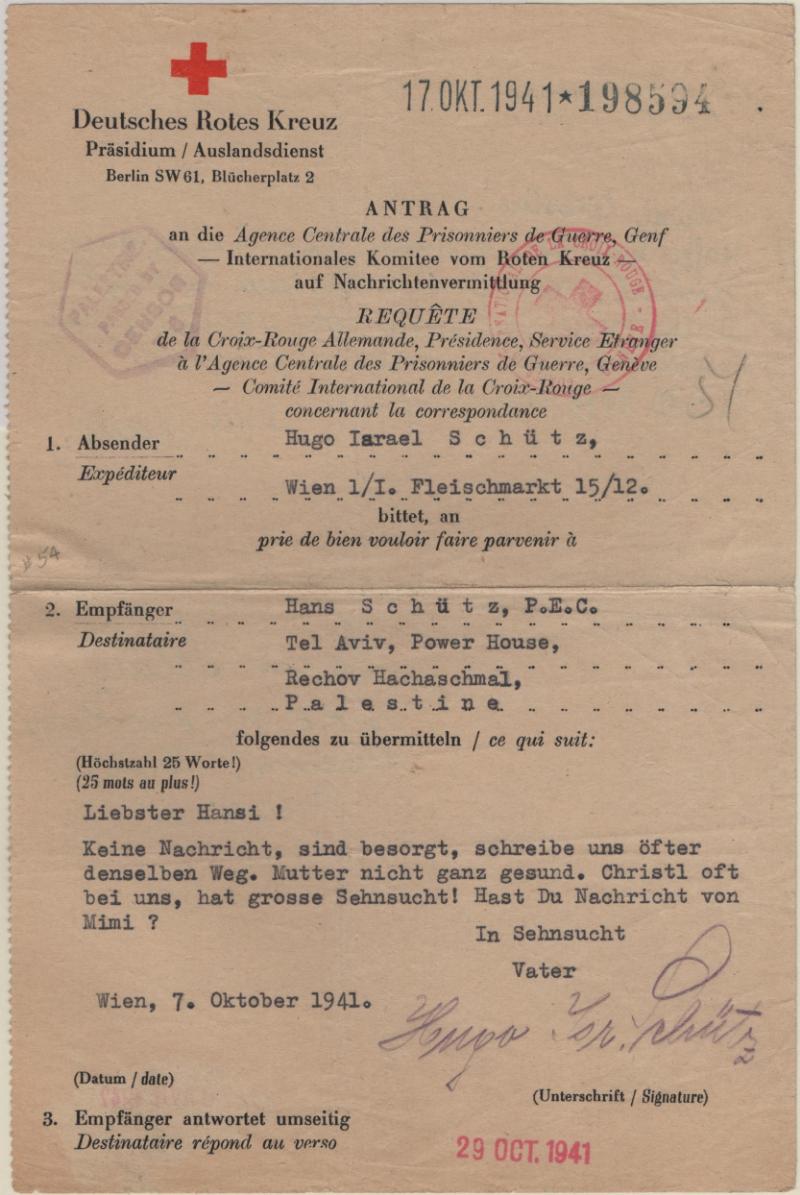 17.OKT.1941*198594
Deutsches Rotes Kreuz
Präsidium / Auslandsdienst
Berlin SW 61, Blücherplatz 2
ANTRAG
an die Agence Centrale des Prisonniers de Guerre, Genf
— Internationales Komitee vom Roten Kreuz —
auf Nachrichtenvermittlung
CENSOR
CROIX ROUGE
REQUÊTE
de la Croix-Rouge Allemande, Présidence, Service Etranger
à l'Agence Centrale des Prisonniers de Guerre, Genève
— Comité International de la Croix-Rouge —
concernant la correspondance
1. Absender Hugo Iarael Schütz,
Expéditeur
Wien 1/I. Fleischmarkt 15/12.
bittet, an
prie de bien vouloir faire parvenir à
2. Empfänger Hans Schütz, P.E.C.
Destinataire Tel Aviv, Power House,
Rechov Hachaschmal,
Palestine
folgendes zu übermitteln / ce qui suit:
(Höchstzahl 25 Worte!)
(25 mots au plus!)
Liebster Hansi !
Keine Nachricht, sind besorgt, schreibe uns öfter
denselben Weg. Mutter nicht ganz gesund. Christl oft
bei uns, hat grosse Sehnsucht! Hast Du Nachricht von
Mimi ?
In Sehnsucht
Vater
Wien, 7. Oktober 1941.
Hugo Isr. Schütz
(Datum / date)
(Unterschrift / Signature)
3. Empfänger antwortet umseitig
Destinataire répond au verso
29 OCT. 1941